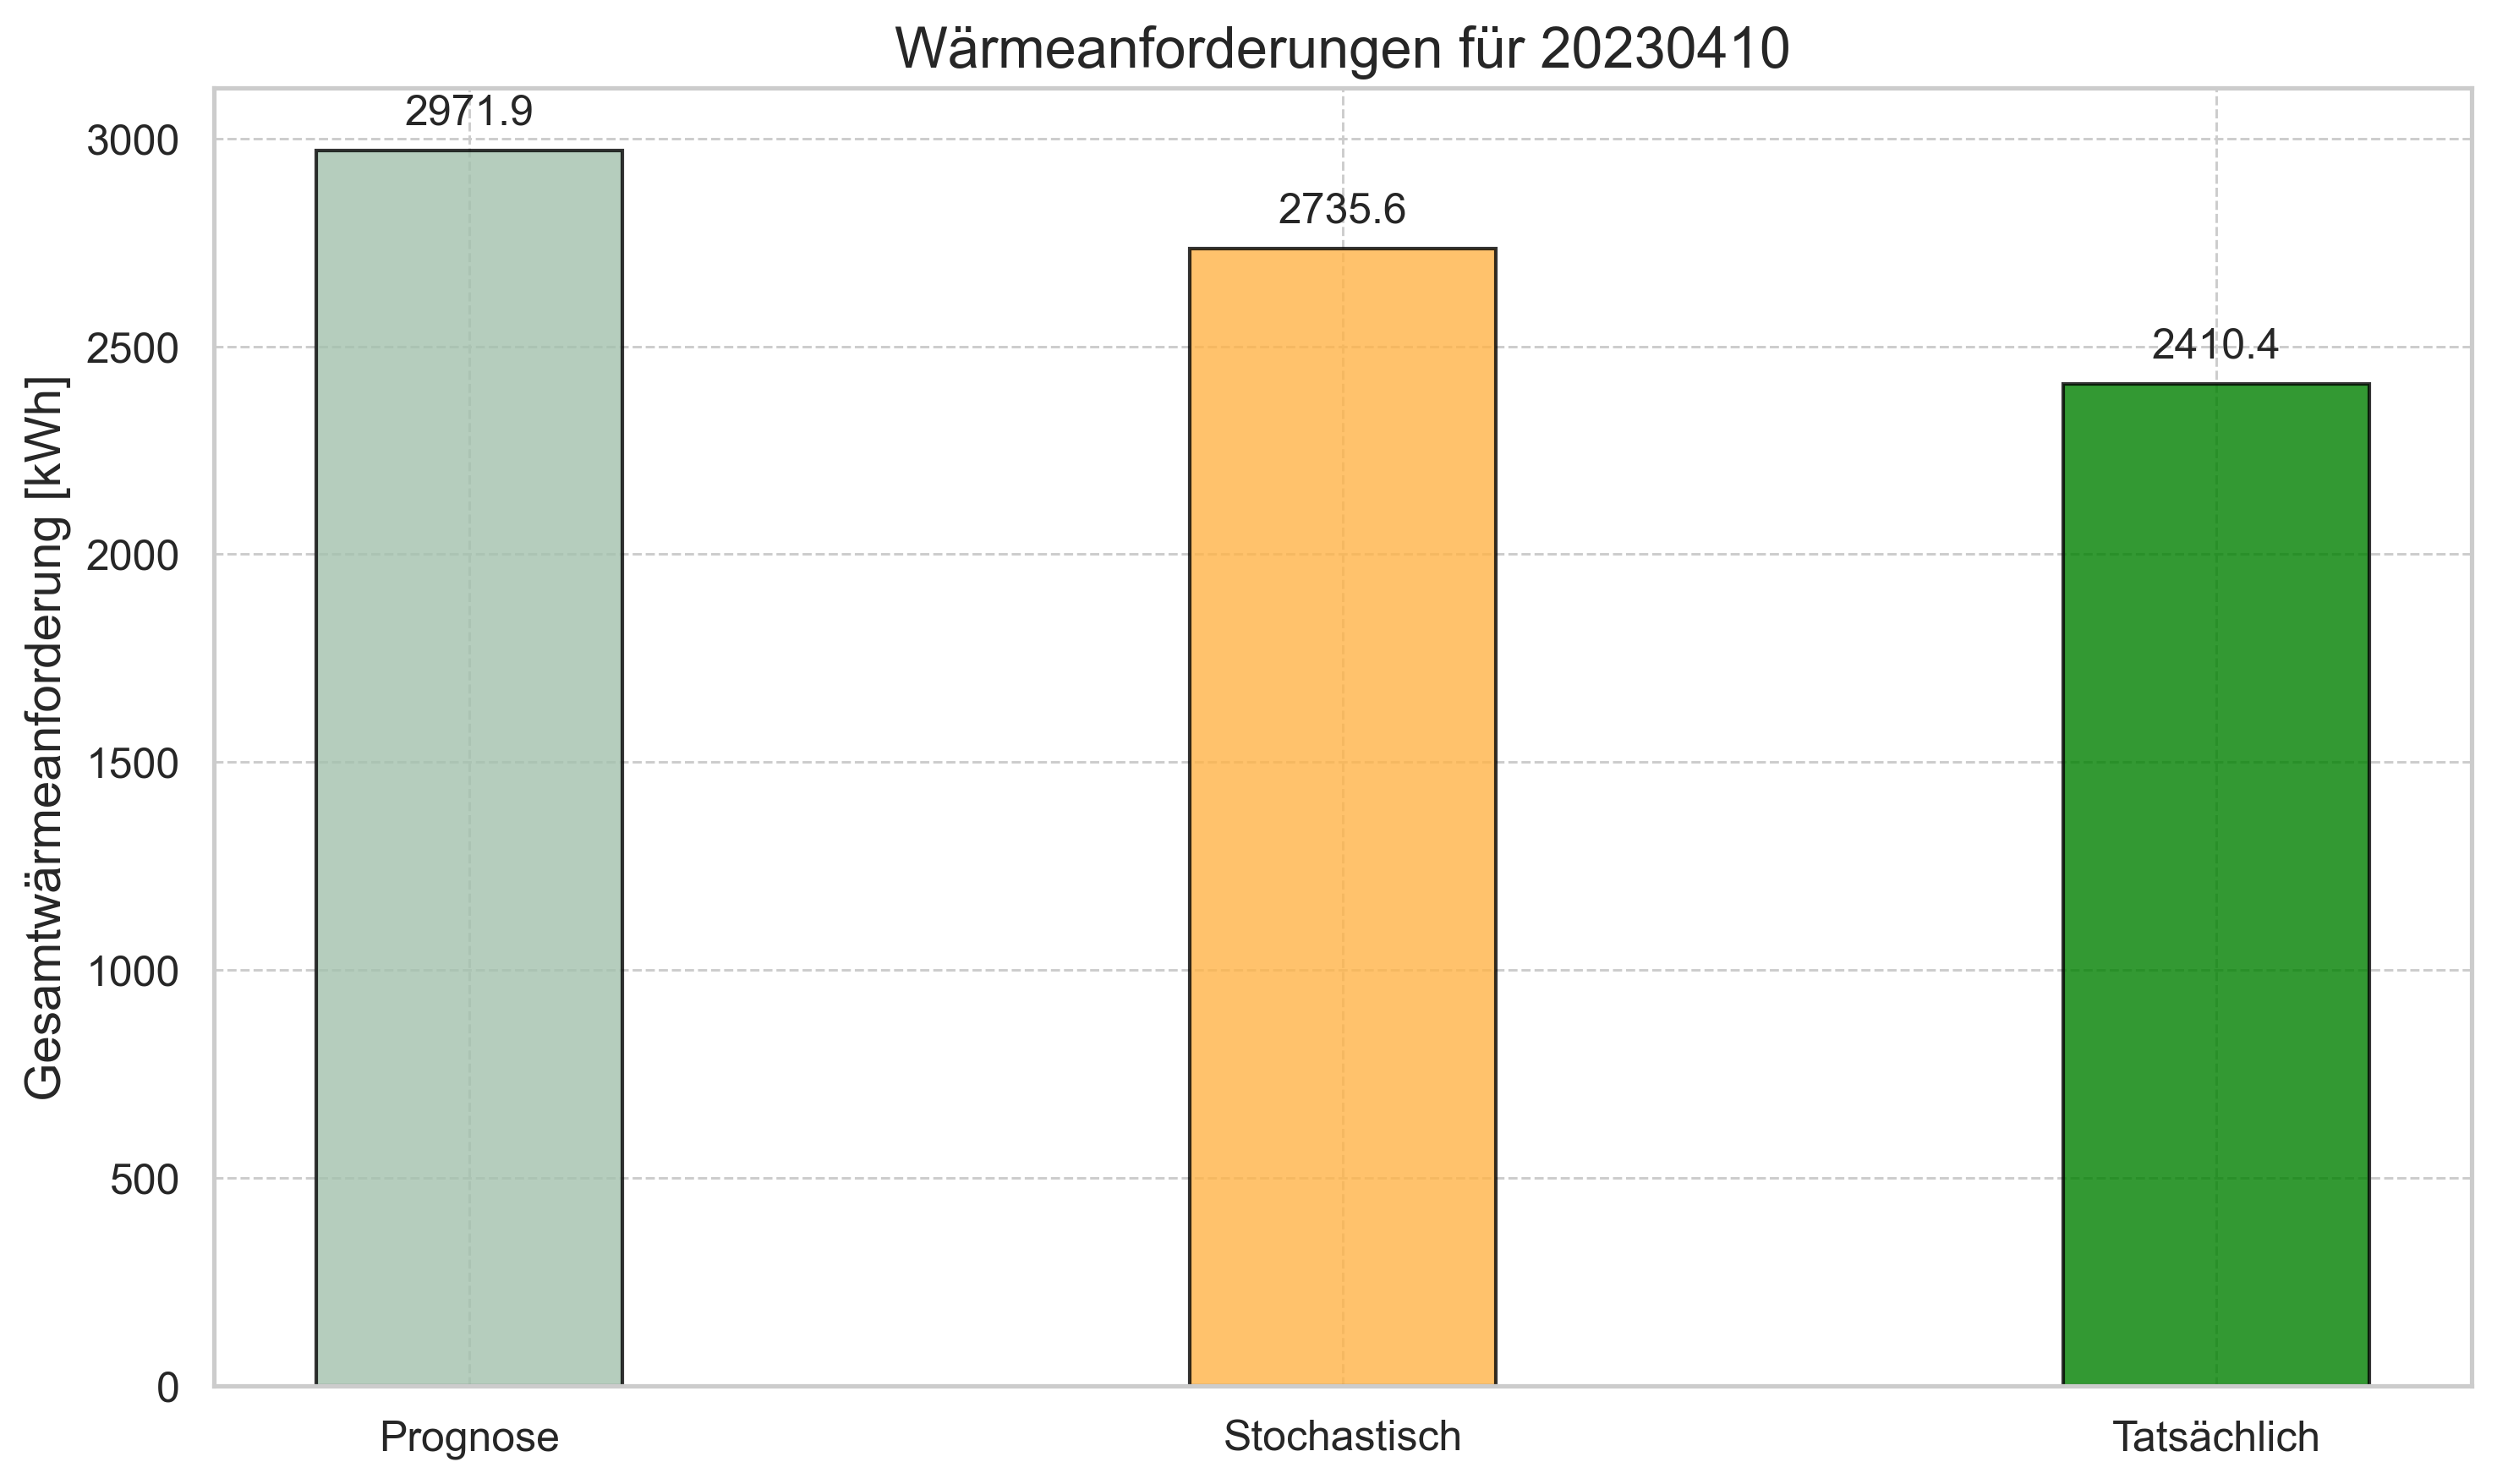 Wärmeanforderungen für 20230410
Gesamtwärmeanforderung [kWh]
3000
2500
2000
1500
1000
500
0
2971.9
2735.6
2410.4
Prognose
Stochastisch
Tatsächlich